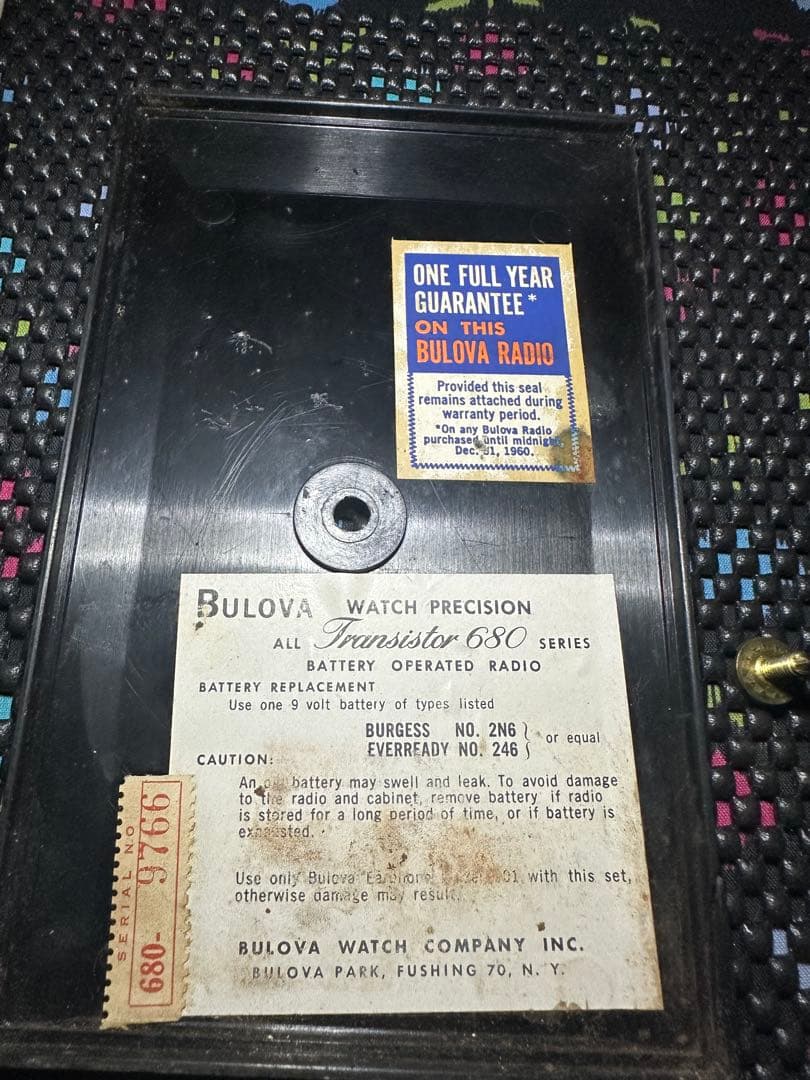 ONE FULL YEAR
GUARANTEE*
ON THIS
BULOVA RADIO
Provided this seal
remains attached during
warranty period.
*On any Bulova Radio
purchased until midnight,
Dec. 31, 1960.
BULOVA WATCH PRECISION
ALL Transistor 680 SERIES
BATTERY OPERATED RADIO
BATTERY REPLACEMENT
Use one 9 volt battery of types listed
BURGESS NO. 2N6
EVERREADY NO. 246 } or equal
CAUTION:
An old battery may swell and leak. To avoid damage
to the radio and cabinet, remove battery if radio
is stored for a long period of time, or if battery is
exhausted.
Use only Bulova Earphone with this set,
otherwise damage may result.
BULOVA WATCH COMPANY INC.
BULOVA PARK, FUSHING 70, N. Y.
SERIAL NO
680- 9766